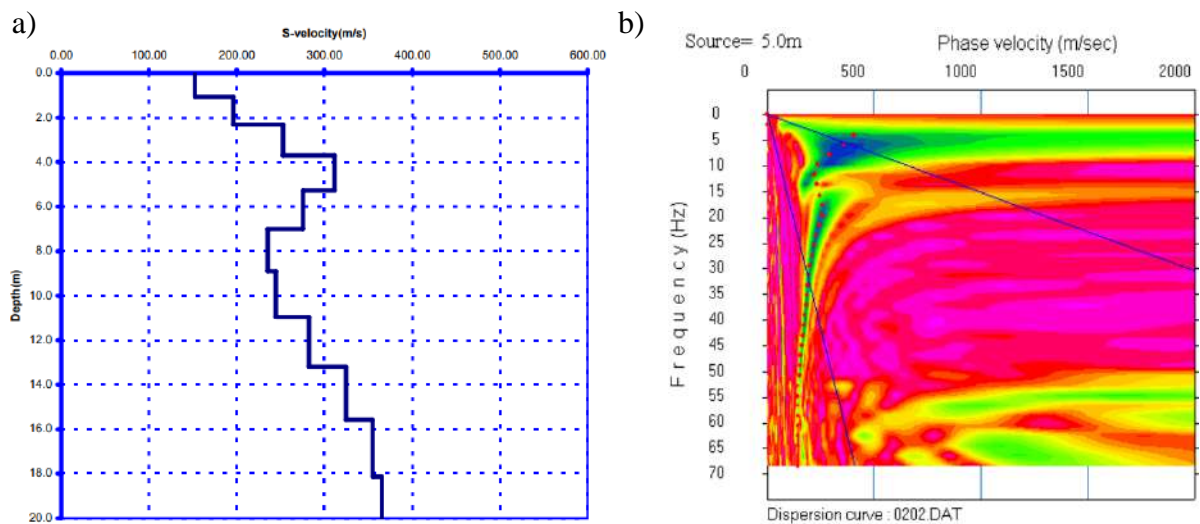 a)
S-velocity(m/s)
0.00 100.00 200.00 300.00 400.00 500.00 600.00
Depth(m)
0.0
2.0
4.0
6.0
8.0
10.0
12.0
14.0
16.0
18.0
20.0
b)
Source= 5.0m Phase velocity (m/sec)
0 500 1000 1500 2000
Frequency (Hz)
0
5
10
15
20
25
30
35
40
45
50
55
60
65
70
Dispersion curve : 0202.DAT